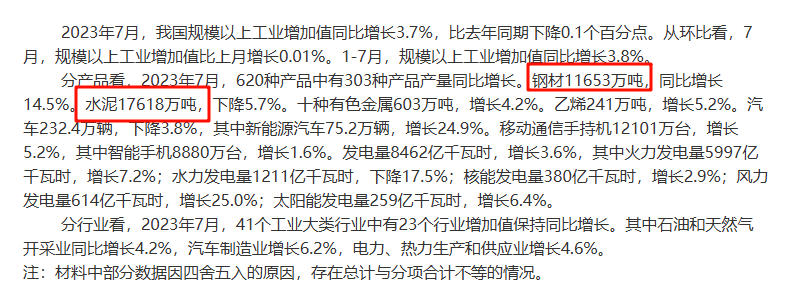 2023年7月，我国规模以上工业增加值同比增长3.7%，比去年同期下降0.1个百分点。从环比看，7
月，规模以上工业增加值比上月增长0.01%。1-7月，规模以上工业增加值同比增长3.8%。
分产品看，2023年7月，620种产品中有303种产品产量同比增长。钢材11653万吨，同比增长
14.5%。水泥17618万吨，下降5.7%。十种有色金属603万吨，增长4.2%。乙烯241万吨，增长5.2%。汽
车232.4万辆，下降3.8%，其中新能源汽车75.2万辆，增长24.9%。移动通信手持机12101万台，增长
5.2%，其中智能手机8880万台，增长1.6%。发电量8462亿千瓦时，增长3.6%，其中火力发电量5997亿
千瓦时，增长7.2%；水力发电量1211亿千瓦时，下降17.5%；核能发电量380亿千瓦时，增长2.9%；风力
发电量614亿千瓦时，增长25.0%；太阳能发电量259亿千瓦时，增长6.4%。
分行业看，2023年7月，41个工业大类行业中有23个行业增加值保持同比增长。其中石油和天然气
开采业同比增长4.2%，汽车制造业增长6.2%，电力、热力生产和供应业增长4.6%。
注：材料中部分数据因四舍五入的原因，存在总计与分项合计不等的情况。